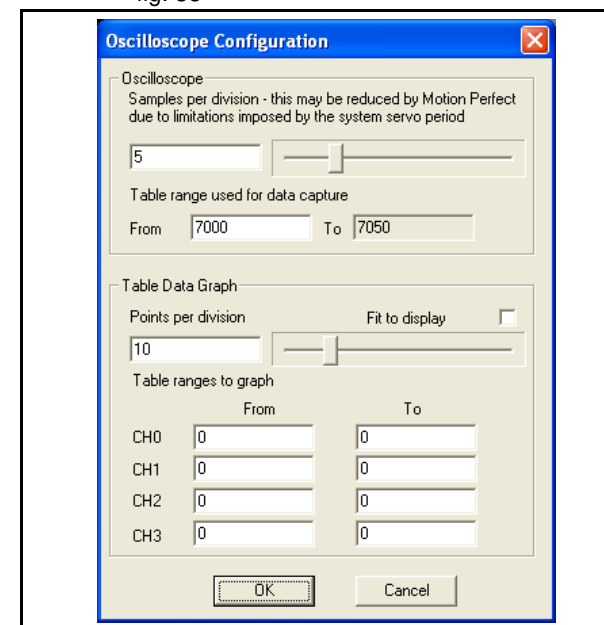 Oscilloscope Configuration
Oscilloscope
Samples per division - this may be reduced by Motion Perfect
due to limitations imposed by the system servo period
5
Table range used for data capture
From 7000 To 7050
Table Data Graph
Points per division Fit to display
10
Table ranges to graph
From To
CH0 0 0
CH1 0 0
CH2 0 0
CH3 0 0
OK Cancel